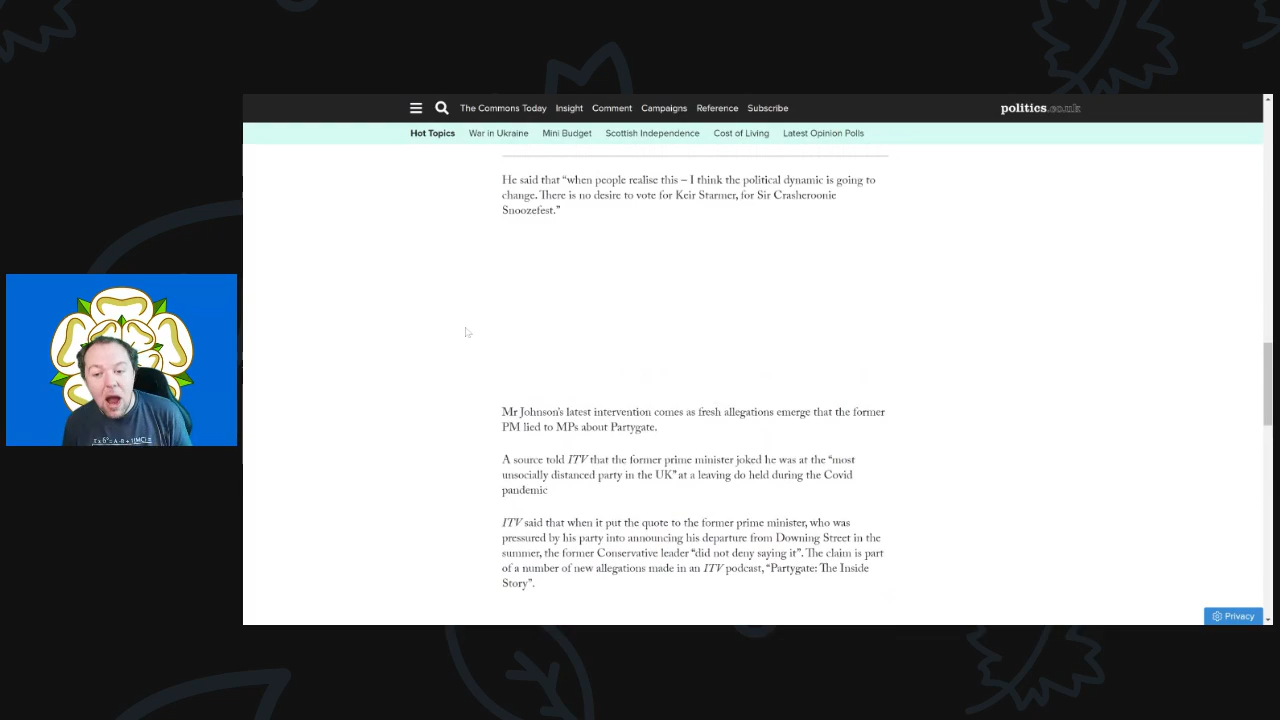 The Commons Today Insight Comment Campaigns Reference Subscribe politics.co.uk
Hot Topics War in Ukraine Mini Budget Scottish Independence Cost of Living Latest Opinion Polls
He said that “when people realise this – I think the political dynamic is going to
change. There is no desire to vote for Keir Starmer, for Sir Crasheroonie
Snoozefest.”
Mr Johnson's latest intervention comes as fresh allegations emerge that the former
PM lied to MPs about Partygate.
A source told ITV that the former prime minister joked he was at the “most
unsocially distanced party in the UK” at a leaving do held during the Covid
pandemic
ITV said that when it put the quote to the former prime minister, who was
pressured by his party into announcing his departure from Downing Street in the
summer, the former Conservative leader “did not deny saying it”. The claim is part
of a number of new allegations made in an ITV podcast, “Partygate: The Inside
Story”.
Privacy